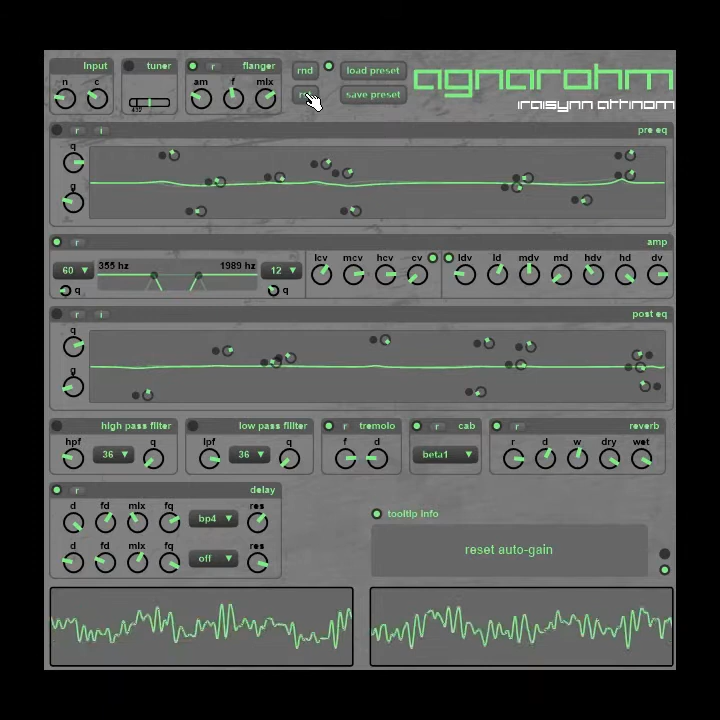 input
tuner
r
flanger
n
c
432
am
f
mix
rnd
load preset
save preset
agnarohm
iraisynn attinom
r
i
pre eq
q
g
r
amp
60
355 hz
1989 hz
12
q
q
lcv
mcv
hcv
cv
ldv
ld
mdv
md
hdv
hd
dv
r
i
post eq
q
g
high pass filter
hpf
36
q
low pass filter
lpf
36
q
r
tremolo
f
d
r
cab
beta1
r
reverb
r
d
w
dry
wet
r
delay
d
fd
mix
fq
bp4
res
d
fd
mix
fq
off
res
tooltip info
reset auto-gain